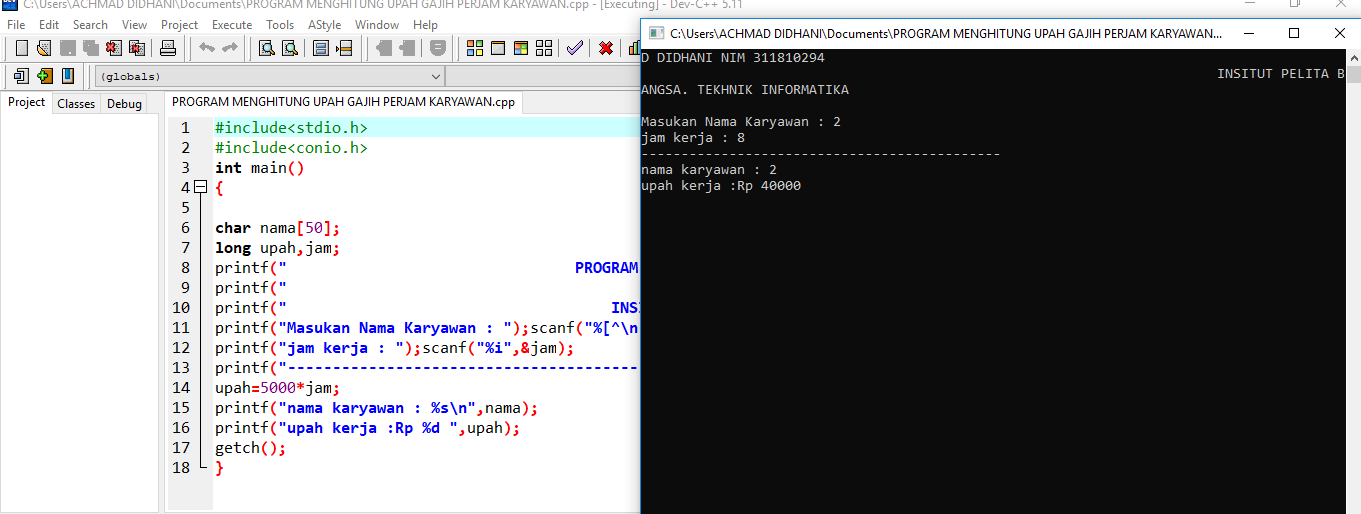 C:\Users\ACHMAD DIDHANI\Documents\PROGRAM MENGHITUNG UPAH GAJIH PERJAM KARYAWAN.cpp - [Executing] - Dev-C++ 5.11
File Edit Search View Project Execute Tools AStyle Window Help
(globals)
Project Classes Debug
PROGRAM MENGHITUNG UPAH GAJIH PERJAM KARYAWAN.cpp
1 #include<stdio.h>
2 #include<conio.h>
3 int main()
4 {
5
6 char nama[50];
7 long upah,jam;
8 printf(" PROGRAM
9 printf("
10 printf(" INS
11 printf("Masukan Nama Karyawan : ");scanf("%[^\n
12 printf("jam kerja : ");scanf("%i",&jam);
13 printf("---------------------------------------
14 upah=5000*jam;
15 printf("nama karyawan : %s\n",nama);
16 printf("upah kerja :Rp %d ",upah);
17 getch();
18 }
C:\Users\ACHMAD DIDHANI\Documents\PROGRAM MENGHITUNG UPAH GAJIH PERJAM KARYAWAN...
D DIDHANI NIM 311810294
INSITUT PELITA B
ANGSA. TEKHNIK INFORMATIKA
Masukan Nama Karyawan : 2
jam kerja : 8
---------------------------------------------
nama karyawan : 2
upah kerja :Rp 40000